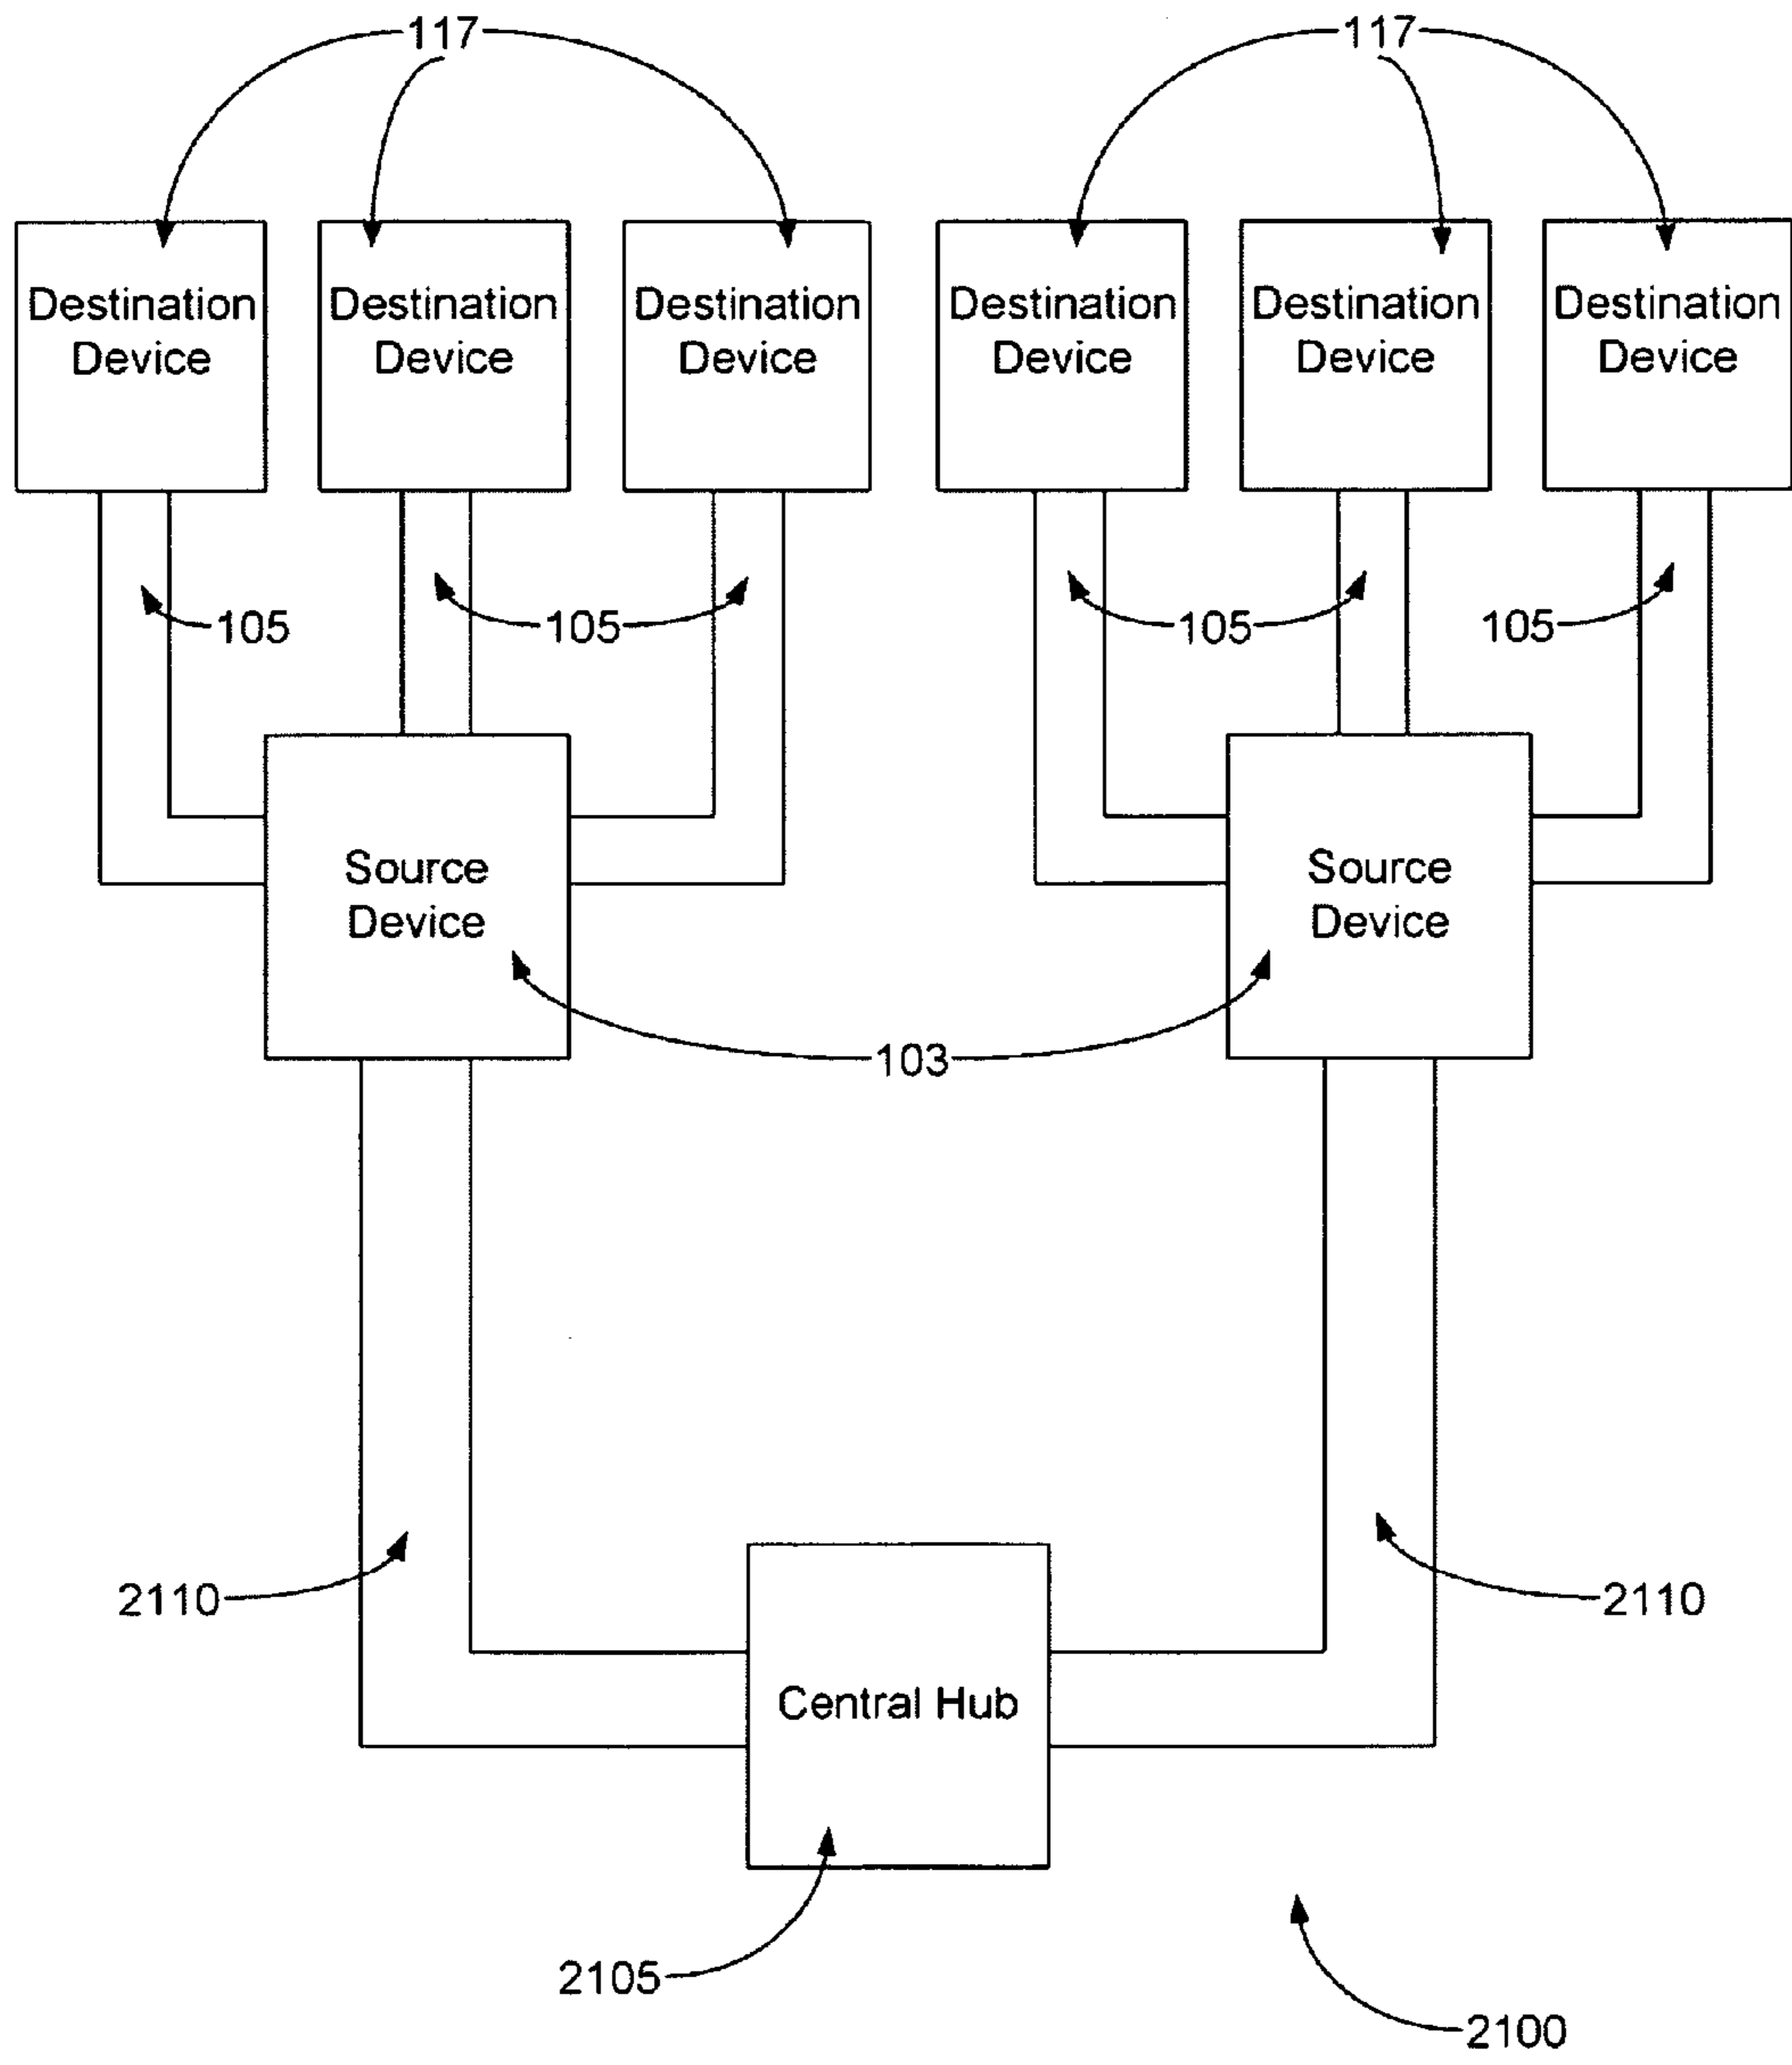 117
117
Destination
Device
Destination
Device
Destination
Device
Destination
Device
Destination
Device
Destination
Device
105
105
105
105
Source
Device
Source
Device
103
2110
2110
Central Hub
2105
2100